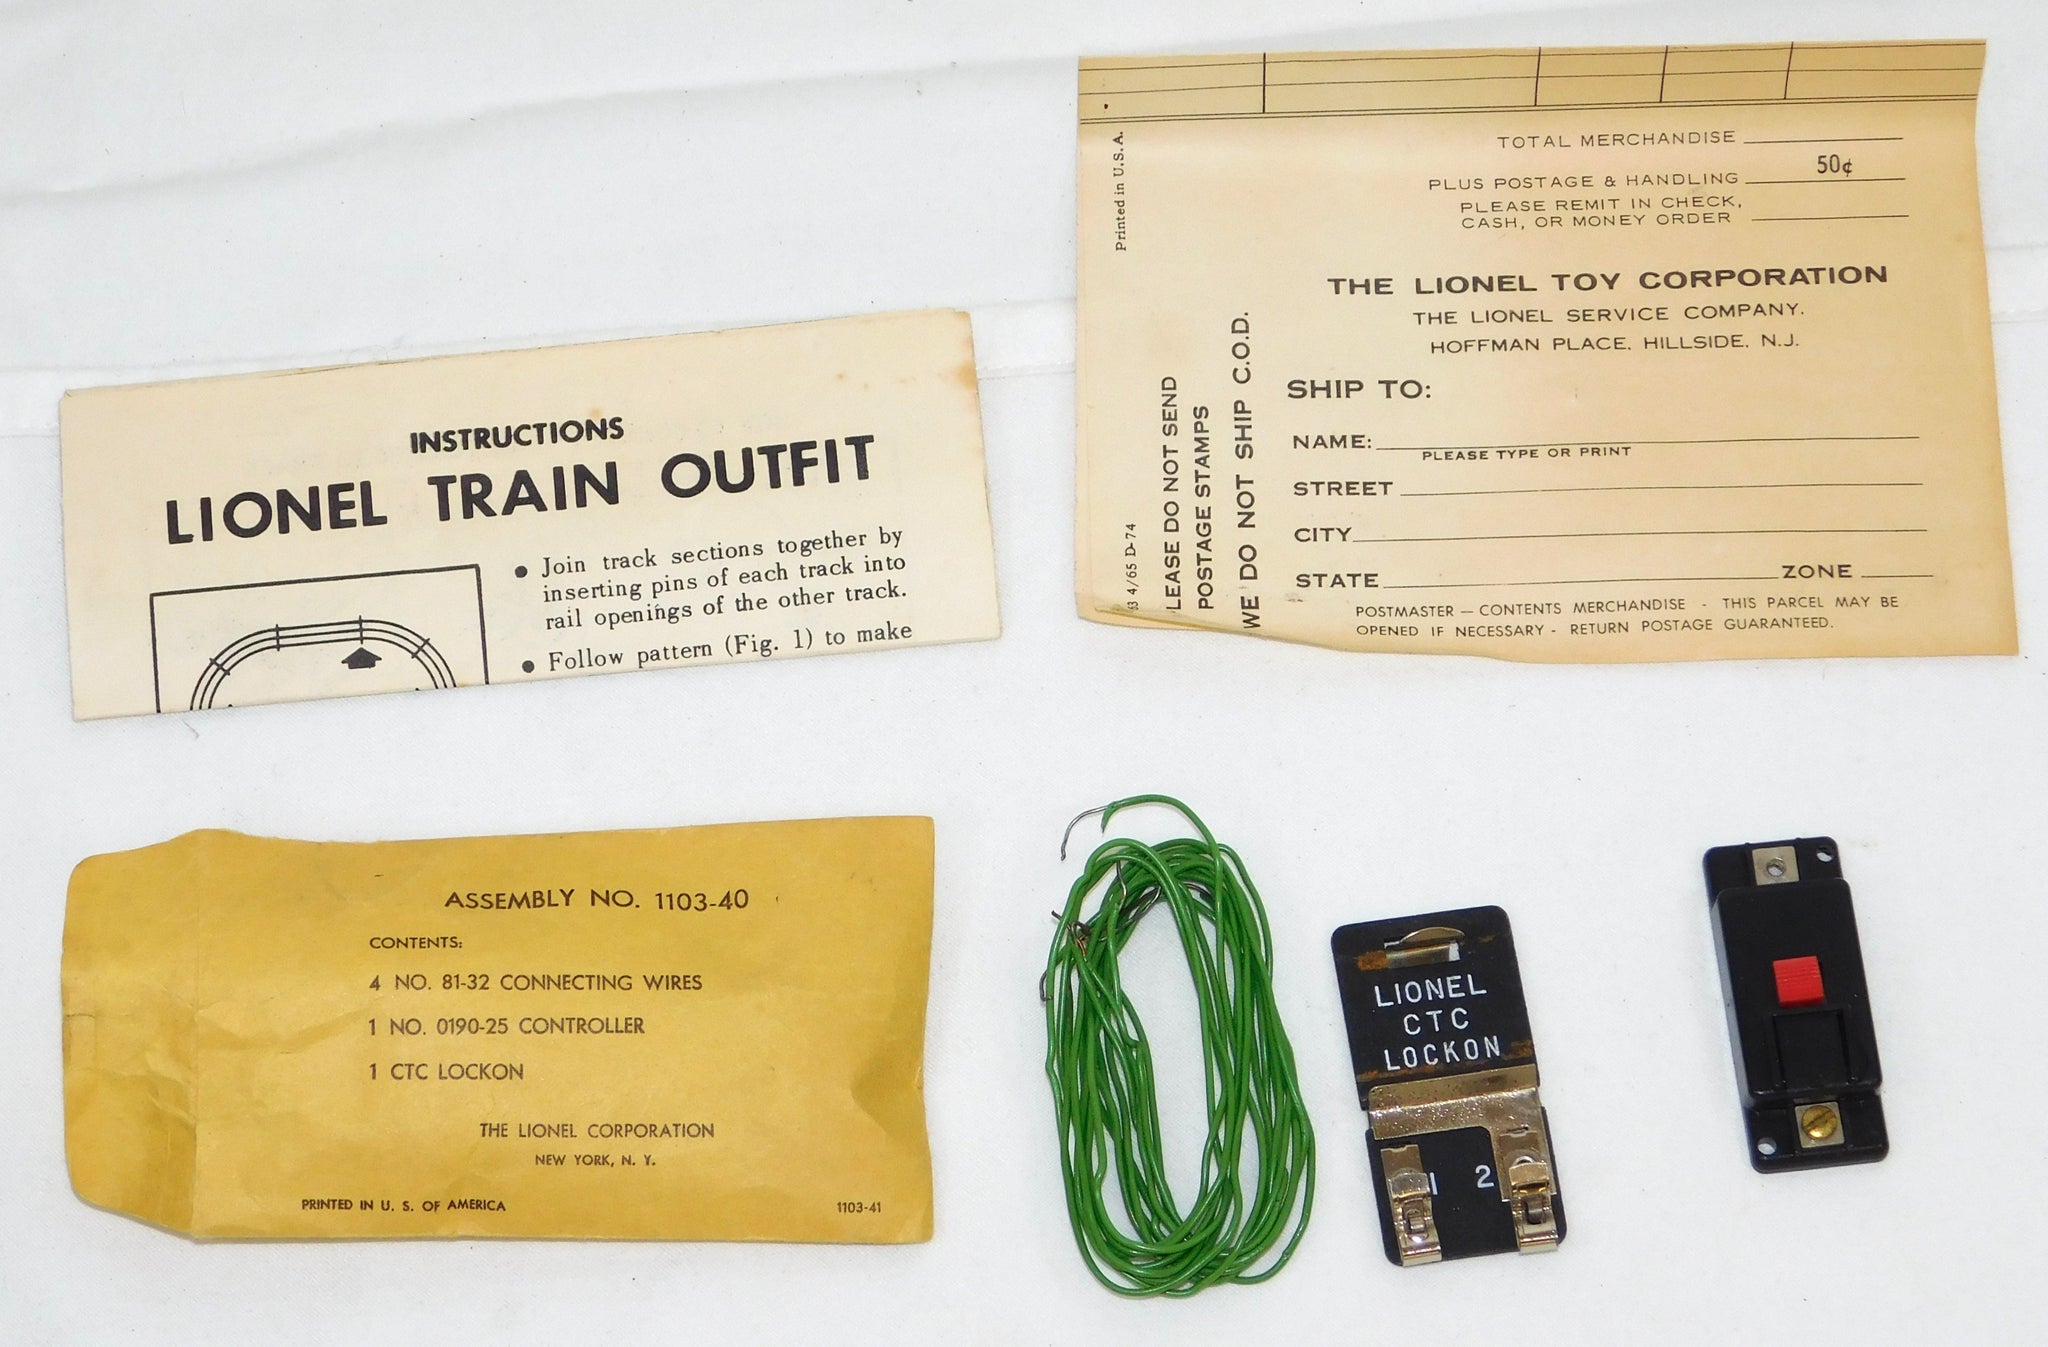 INSTRUCTIONS
LIONEL TRAIN OUTFIT
● Join track sections together by
inserting pins of each track into
rail openings of the other track.
● Follow pattern (Fig. 1) to make
TOTAL MERCHANDISE
50¢
PLUS POSTAGE & HANDLING
PLEASE REMIT IN CHECK,
CASH, OR MONEY ORDER
THE LIONEL TOY CORPORATION
THE LIONEL SERVICE COMPANY.
HOFFMAN PLACE, HILLSIDE, N.J.
SHIP TO:
NAME:
PLEASE TYPE OR PRINT
STREET
CITY
STATE ZONE
POSTMASTER — CONTENTS MERCHANDISE - THIS PARCEL MAY BE
OPENED IF NECESSARY - RETURN POSTAGE GUARANTEED.
Printed in U.S.A.
63 4/65 D-74
LEASE DO NOT SEND
POSTAGE STAMPS
WE DO NOT SHIP C.O.D.
ASSEMBLY NO. 1103-40
CONTENTS:
4 NO. 81-32 CONNECTING WIRES
1 NO. 0190-25 CONTROLLER
1 CTC LOCKON
THE LIONEL CORPORATION
NEW YORK, N. Y.
PRINTED IN U. S. OF AMERICA
1103-41
LIONEL
CTC
LOCKON
1 2